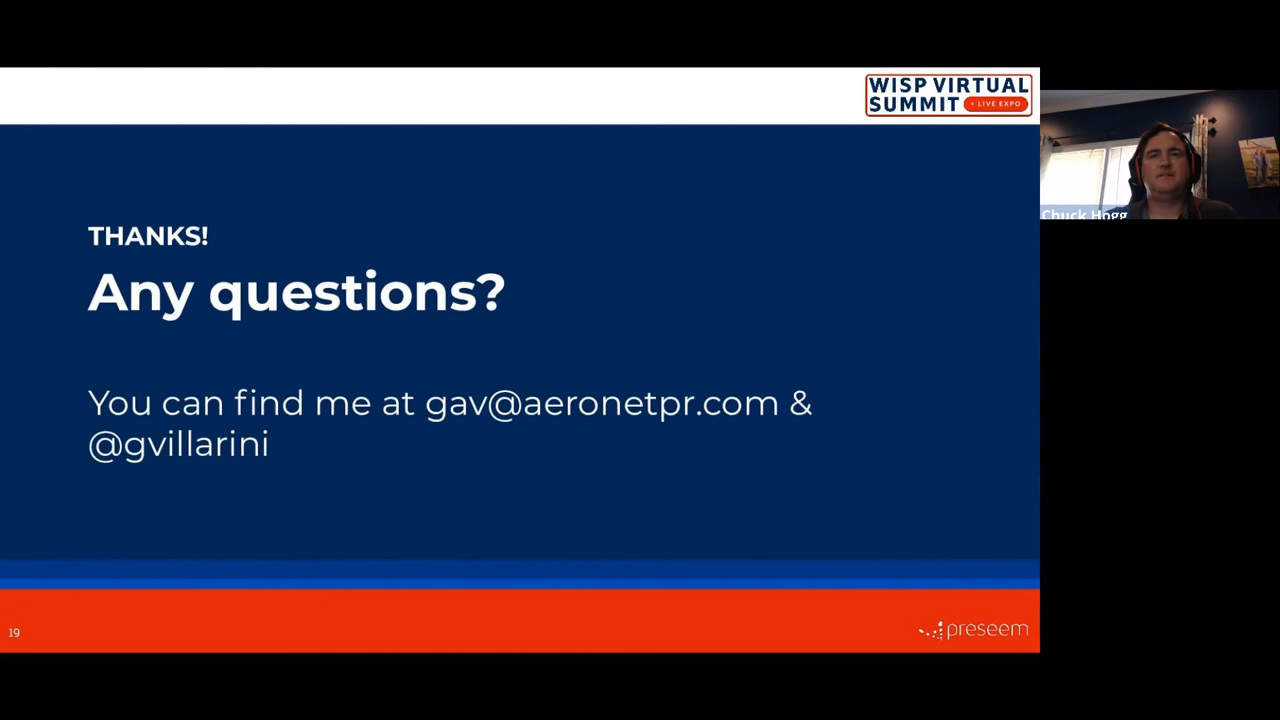 WISP VIRTUAL
SUMMIT + LIVE EXPO
Chuck Hogg
THANKS!
Any questions?
You can find me at gav@aeronetpr.com &
@gvillarini
19
preseem